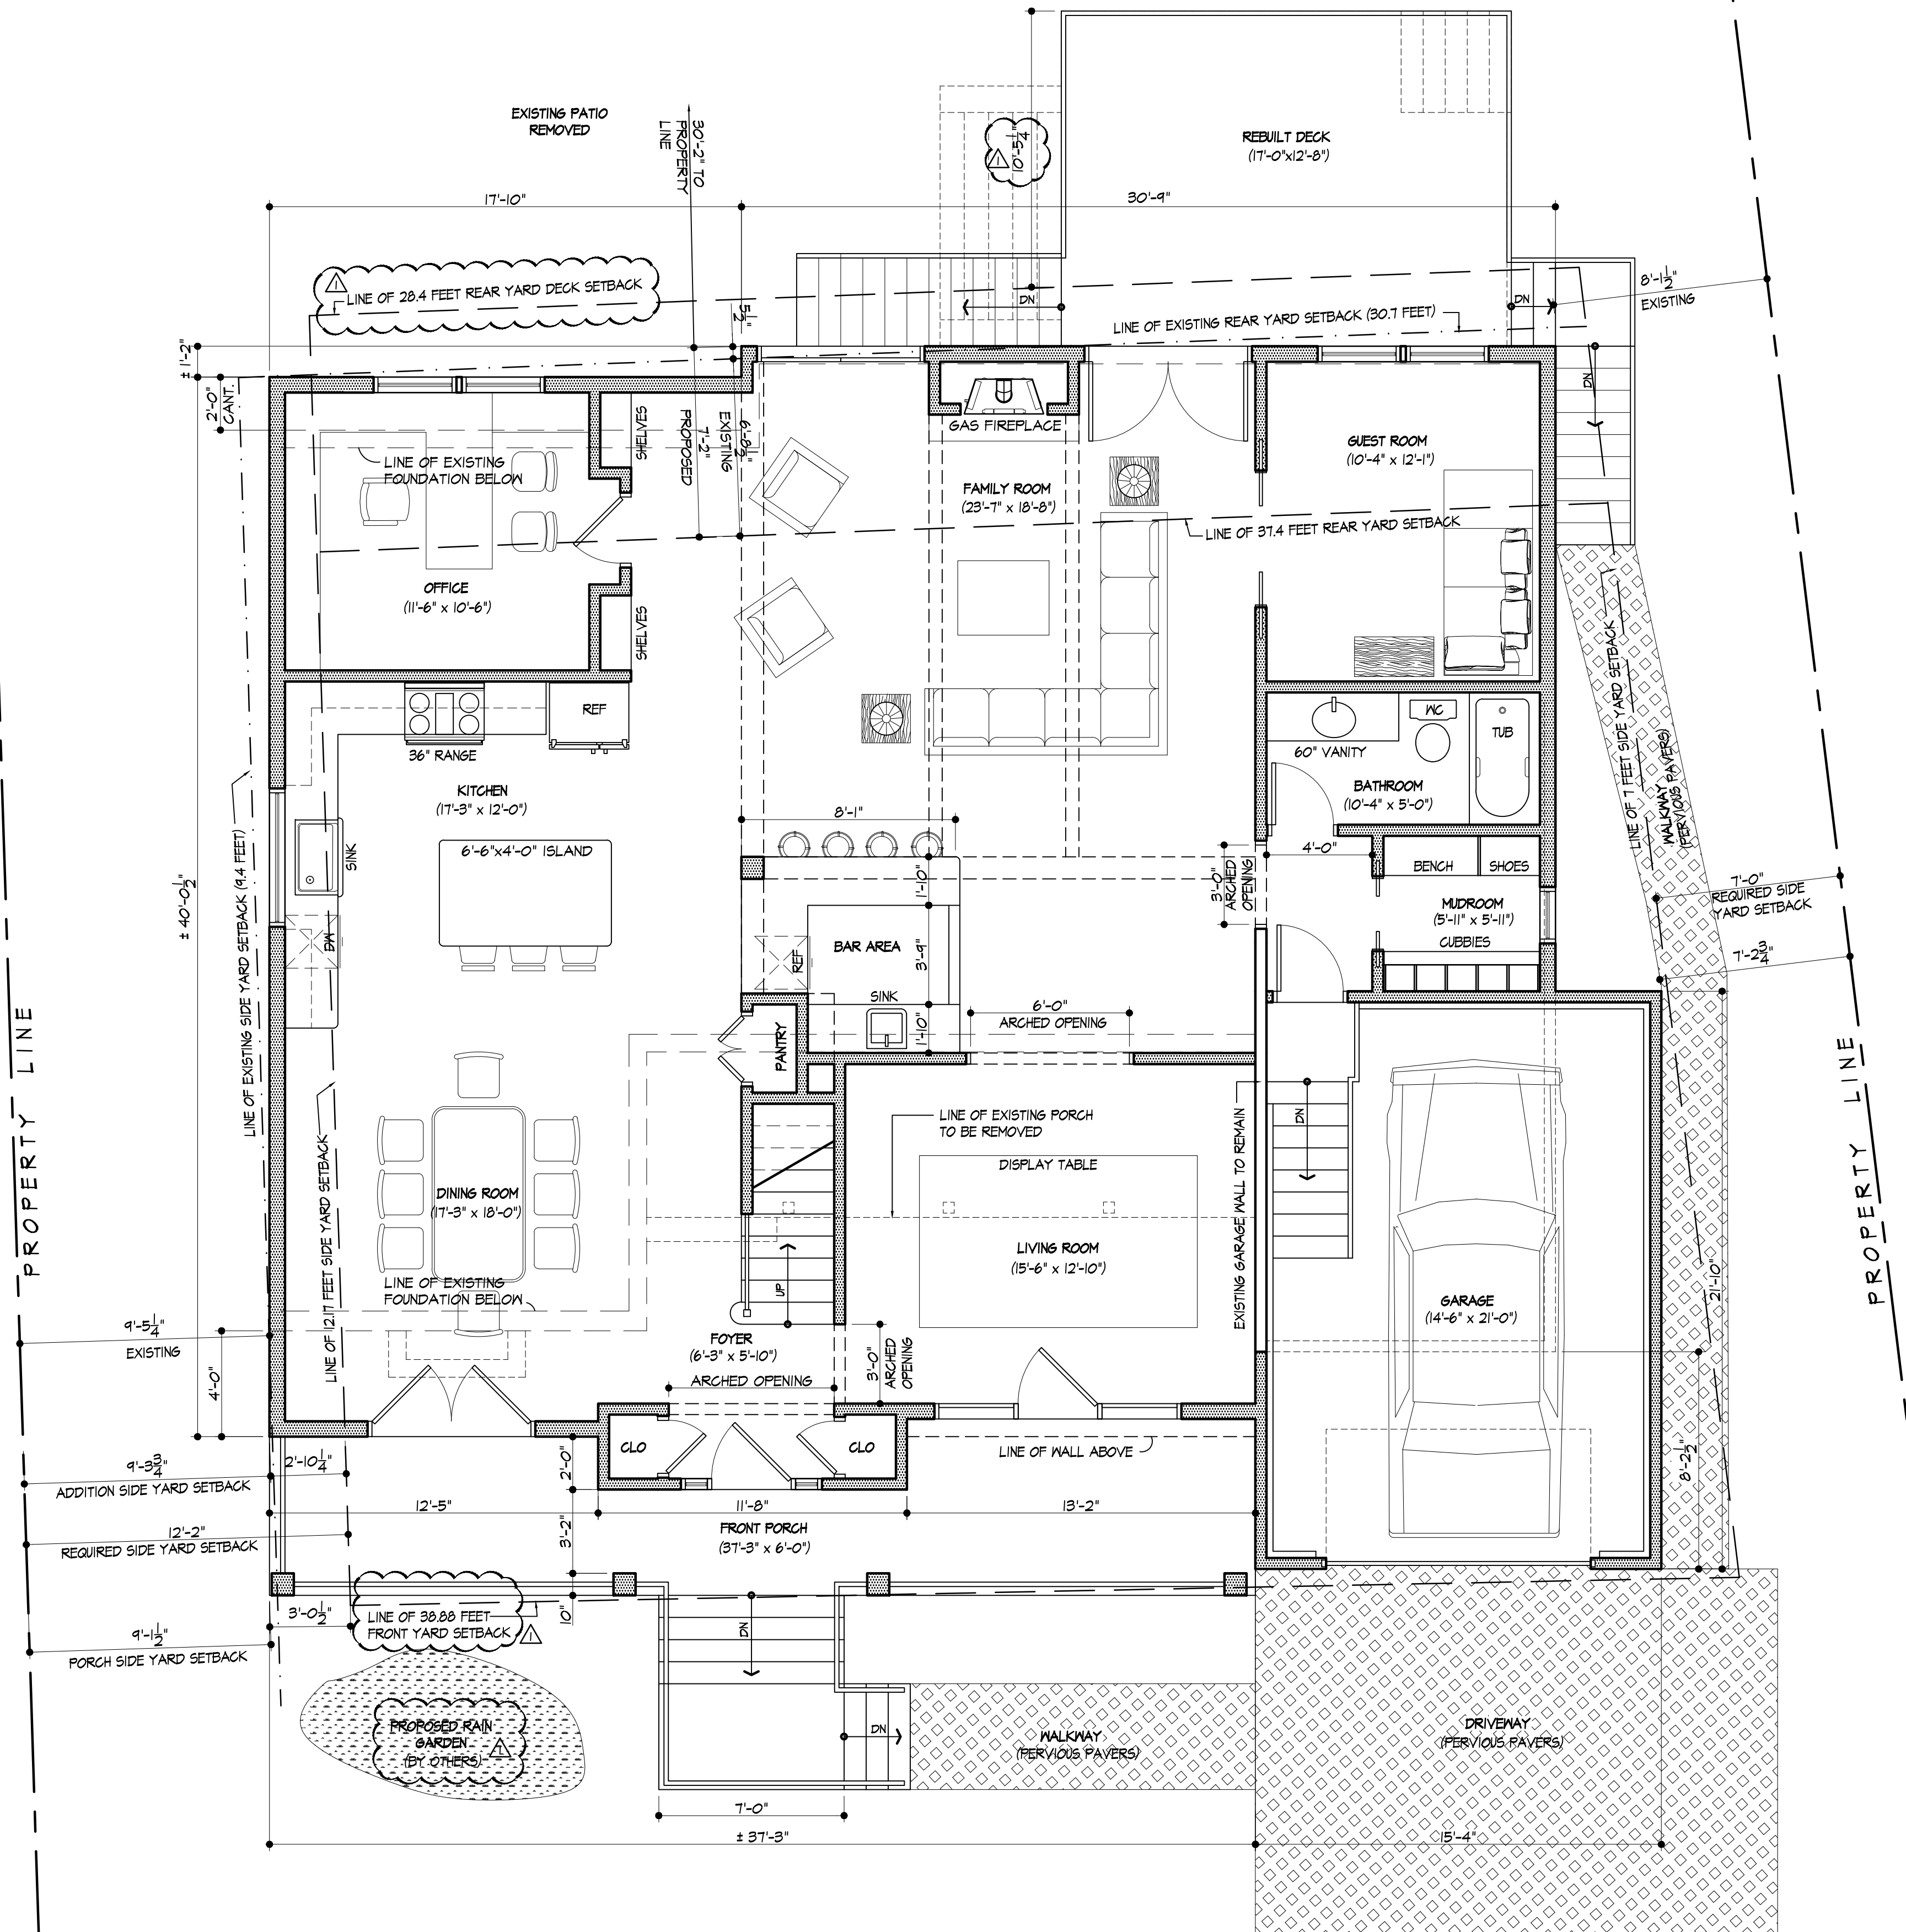 EXISTING PATIO
REMOVED
30'-2" TO
PROPERTY
LINE
10'-5 1/4"
1
REBUILT DECK
(17'-0"x12'-8")
17'-10"
30'-9"
1
LINE OF 28.4 FEET REAR YARD DECK SETBACK
DN
DN
8'-1 1/2"
EXISTING
5 1/2"
LINE OF EXISTING REAR YARD SETBACK (30.7 FEET)
± 1'-2"
2'-0"
CANT.
DN
SHELVES
PROPOSED
7'-2"
EXISTING
6'-8 1/2"
GAS FIREPLACE
GUEST ROOM
(10'-4" x 12'-1")
LINE OF EXISTING
FOUNDATION BELOW
FAMILY ROOM
(23'-7" x 18'-8")
LINE OF 37.4 FEET REAR YARD SETBACK
OFFICE
(11'-6" x 10'-6")
SHELVES
LINE OF 7 FEET SIDE YARD SETBACK
WALKWAY
(PERVIOUS PAVERS)
REF
36" RANGE
WC
TUB
60" VANITY
KITCHEN
(17'-3" x 12'-0")
BATHROOM
(10'-4" x 5'-0")
8'-1"
6'-6"x4'-0" ISLAND
SINK
4'-0"
BENCH
SHOES
3'-0"
ARCHED
OPENING
1'-10"
± 40'-0 1/2"
LINE OF EXISTING SIDE YARD SETBACK (9.4 FEET)
7'-0"
REQUIRED SIDE
YARD SETBACK
MUDROOM
(5'-11" x 5'-11")
CUBBIES
DW
BAR AREA
REF
3'-9"
7'-2 3/4"
SINK
6'-0"
ARCHED OPENING
1'-10"
PANTRY
PROPERTY LINE
PROPERTY LINE
LINE OF 12.17 FEET SIDE YARD SETBACK
LINE OF EXISTING PORCH
TO BE REMOVED
EXISTING GARAGE WALL TO REMAIN
DN
DISPLAY TABLE
DINING ROOM
(17'-3" x 18'-0")
LIVING ROOM
(15'-6" x 12'-10")
UP
LINE OF EXISTING
FOUNDATION BELOW
GARAGE
(14'-6" x 21'-0")
21'-10"
9'-5 1/4"
EXISTING
4'-0"
FOYER
(6'-3" x 5'-10")
3'-0"
ARCHED
OPENING
ARCHED OPENING
CLO
CLO
LINE OF WALL ABOVE
8'-2 1/2"
9'-3 3/4"
ADDITION SIDE YARD SETBACK
2'-10 1/4"
2'-0"
12'-5"
11'-8"
13'-2"
12'-2"
REQUIRED SIDE YARD SETBACK
3'-2"
FRONT PORCH
(37'-3" x 6'-0")
3'-0 1/2"
10"
LINE OF 38.88 FEET
FRONT YARD SETBACK
1
DN
9'-1 1/2"
PORCH SIDE YARD SETBACK
PROPOSED RAIN
GARDEN
(BY OTHERS)
1
DN
WALKWAY
(PERVIOUS PAVERS)
DRIVEWAY
(PERVIOUS PAVERS)
7'-0"
± 37'-3"
15'-4"